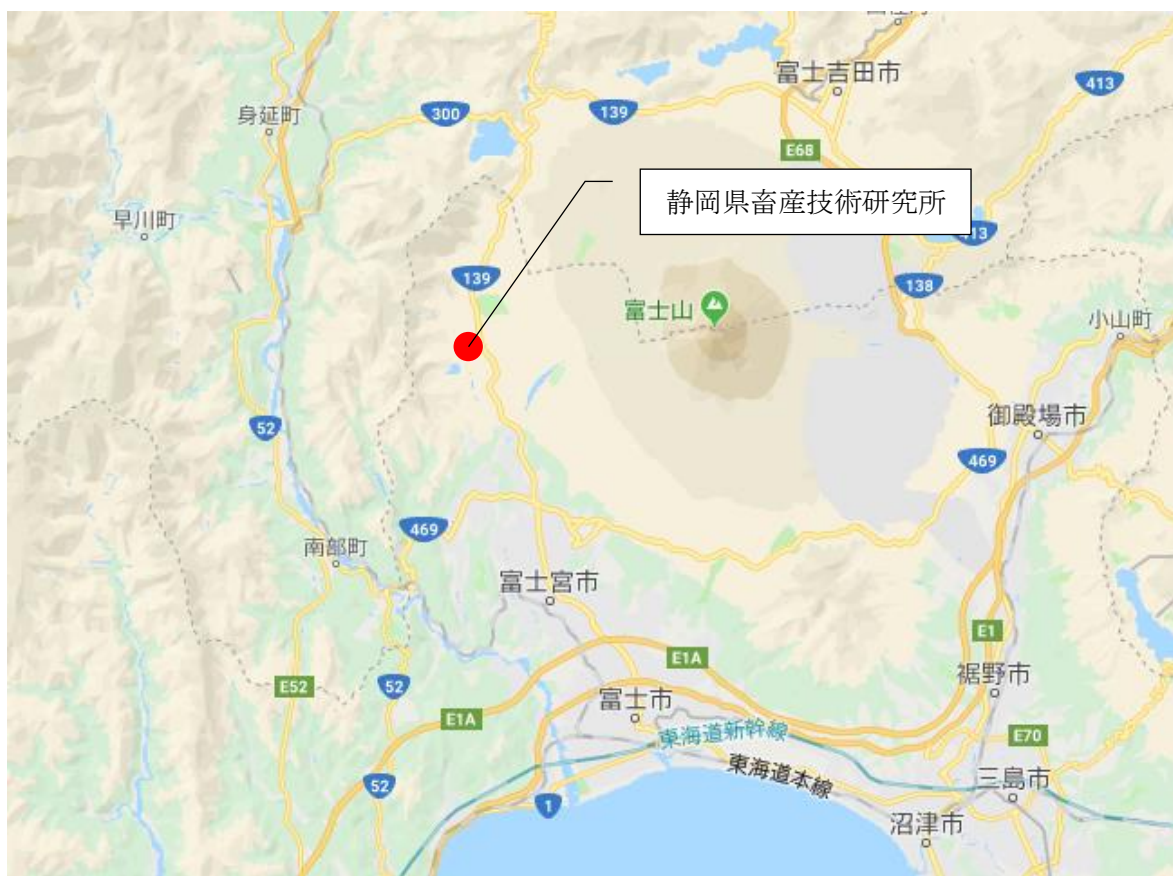 富士吉田市
413
身延町
300
139
E68
静岡県畜産技術研究所
早川町
413
139
138
富士山
小山町
52
御殿場市
469
469
南部町
富士宮市
E1
E1A
裾野市
E52
52
富士市
E1A
東海道新幹線
E70
東海道本線
52
三島市
1
沼津市